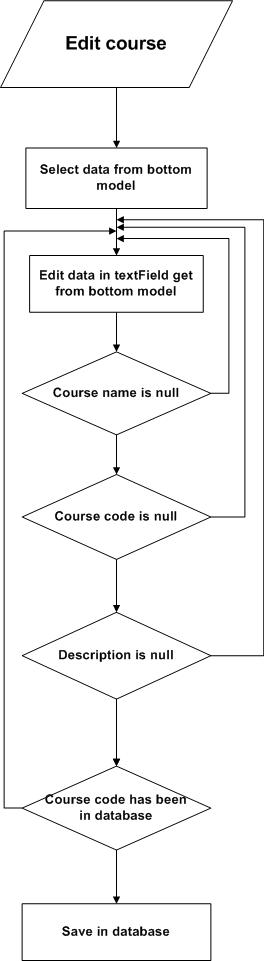 Edit course
Select data from bottom
model
Edit data in textField get
from bottom model
Course name is null
Course code is null
Description is null
Course code has been
in database
Save in database